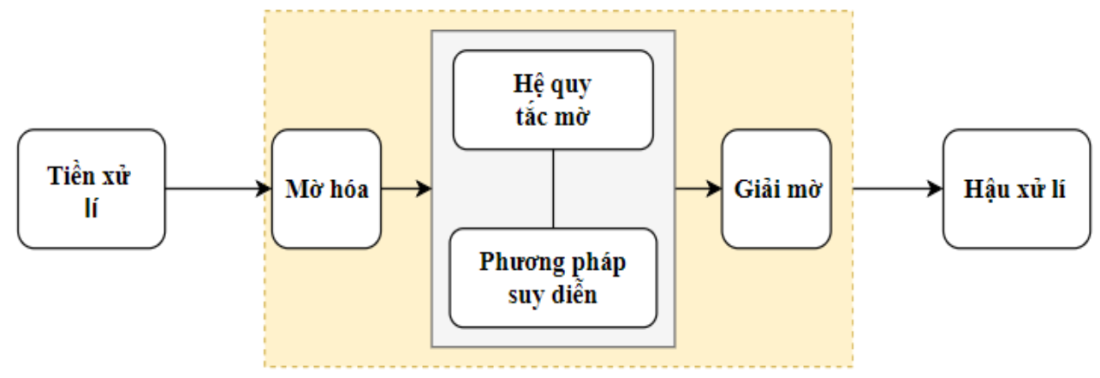 Tiền xử
lí
Mờ hóa
Hệ quy
tắc mờ
Phương pháp
suy diễn
Giải mờ
Hậu xử lí